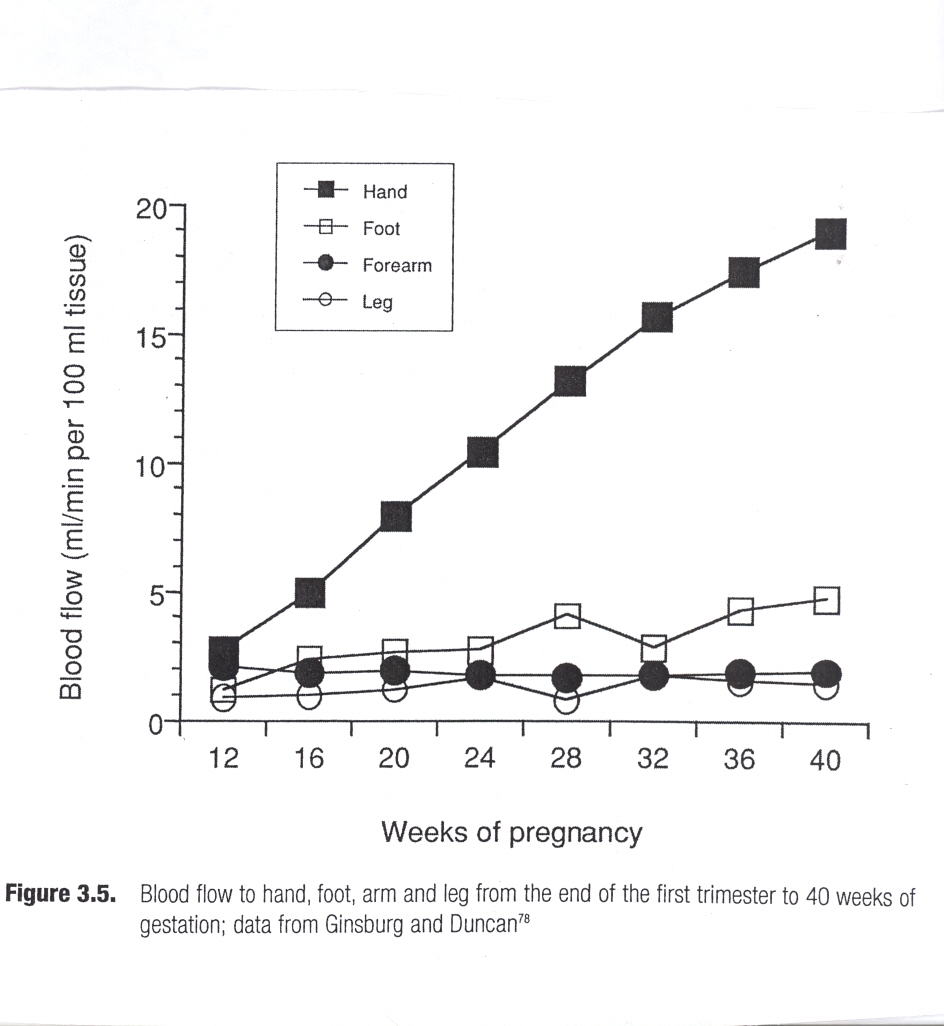 Hand
Foot
Forearm
Leg
Blood flow (ml/min per 100 ml tissue)
20
15
10
5
0
12 16 20 24 28 32 36 40
Weeks of pregnancy
Figure 3.5. Blood flow to hand, foot, arm and leg from the end of the first trimester to 40 weeks of
gestation; data from Ginsburg and Duncan78